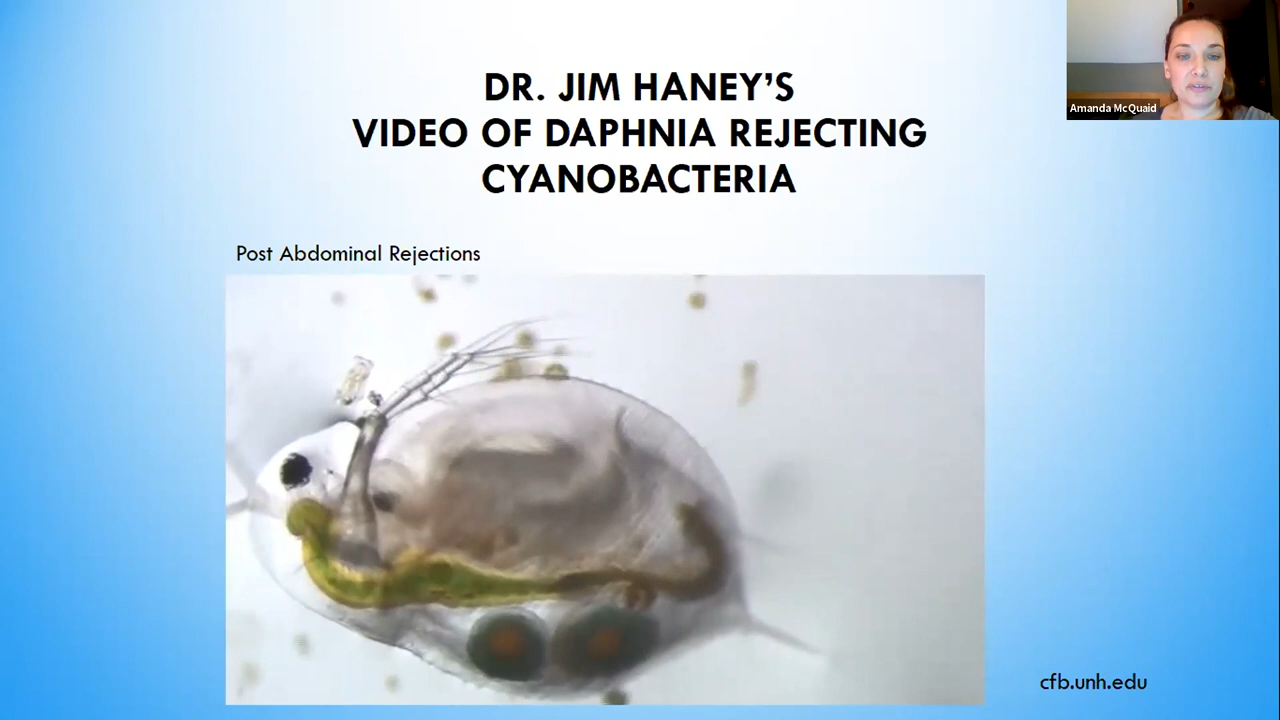 DR. JIM HANEY'S
VIDEO OF DAPHNIA REJECTING
CYANOBACTERIA
Amanda McQuaid
Post Abdominal Rejections
cfb.unh.edu